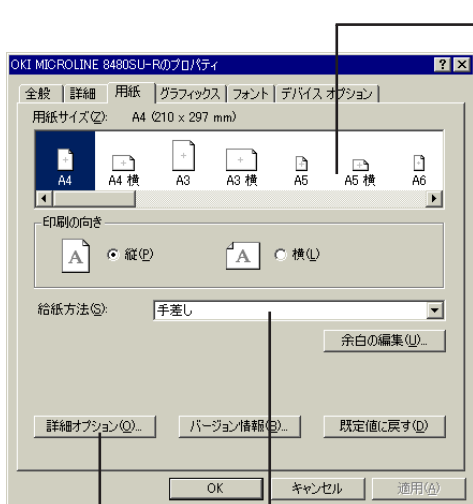 OKI MICROLINE 8480SU-Rのプロパティ
全般 詳細 用紙 グラフィックス フォント デバイス オプション
用紙サイズ(Z): A4 (210 x 297 mm)
A4 A4 横 A3 A3 横 A5 A5 横 A6
印刷の向き
A 縦(P) A 横(L)
給紙方法(S): 手差し
余白の編集(U)...
詳細オプション(O)... バージョン情報(B)... 既定値に戻す(D)
OK キャンセル 適用(A)